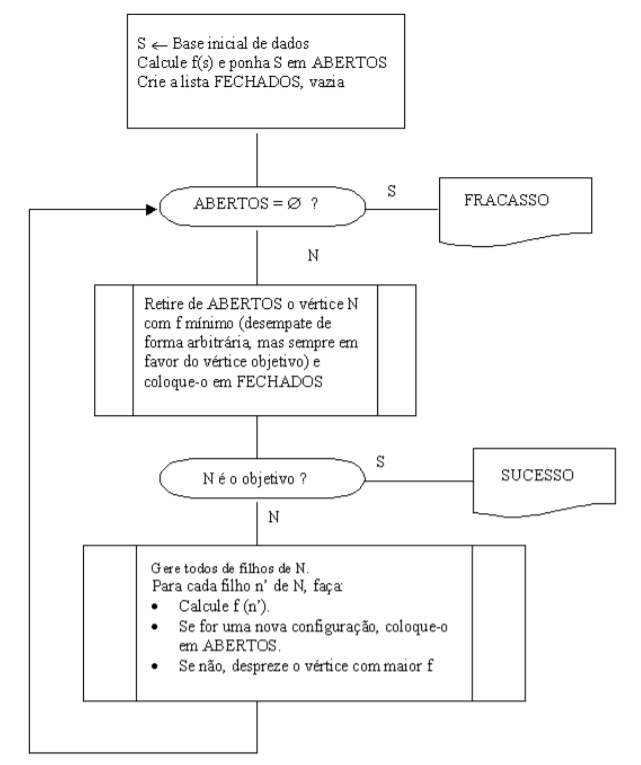 S ← Base inicial de dados
Calcule f(s) e ponha S em ABERTOS
Crie a lista FECHADOS, vazia
ABERTOS = ∅ ?
S
FRACASSO
N
Retire de ABERTOS o vértice N
com f mínimo (desempate de
forma arbitrária, mas sempre em
favor do vértice objetivo) e
coloque-o em FECHADOS
N é o objetivo ?
S
SUCESSO
N
Gere todos de filhos de N.
Para cada filho n’ de N, faça:
• Calcule f (n’).
• Se for uma nova configuração, coloque-o
em ABERTOS.
• Se não, despreze o vértice com maior f